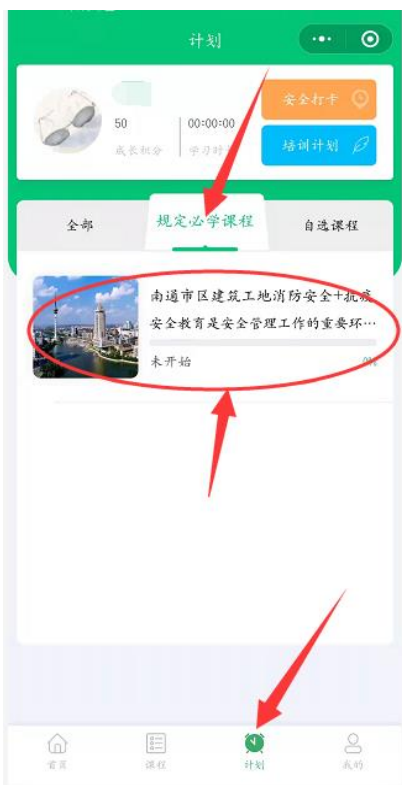 计划
50
00:00:00
成长积分
学习时
安全打卡
培训计划
全部
规定必学课程
自选课程
南通市区建筑工地消防安全+抗疫
安全教育是安全管理工作的重要环…
未开始
0%
首页
课程
计划
我的